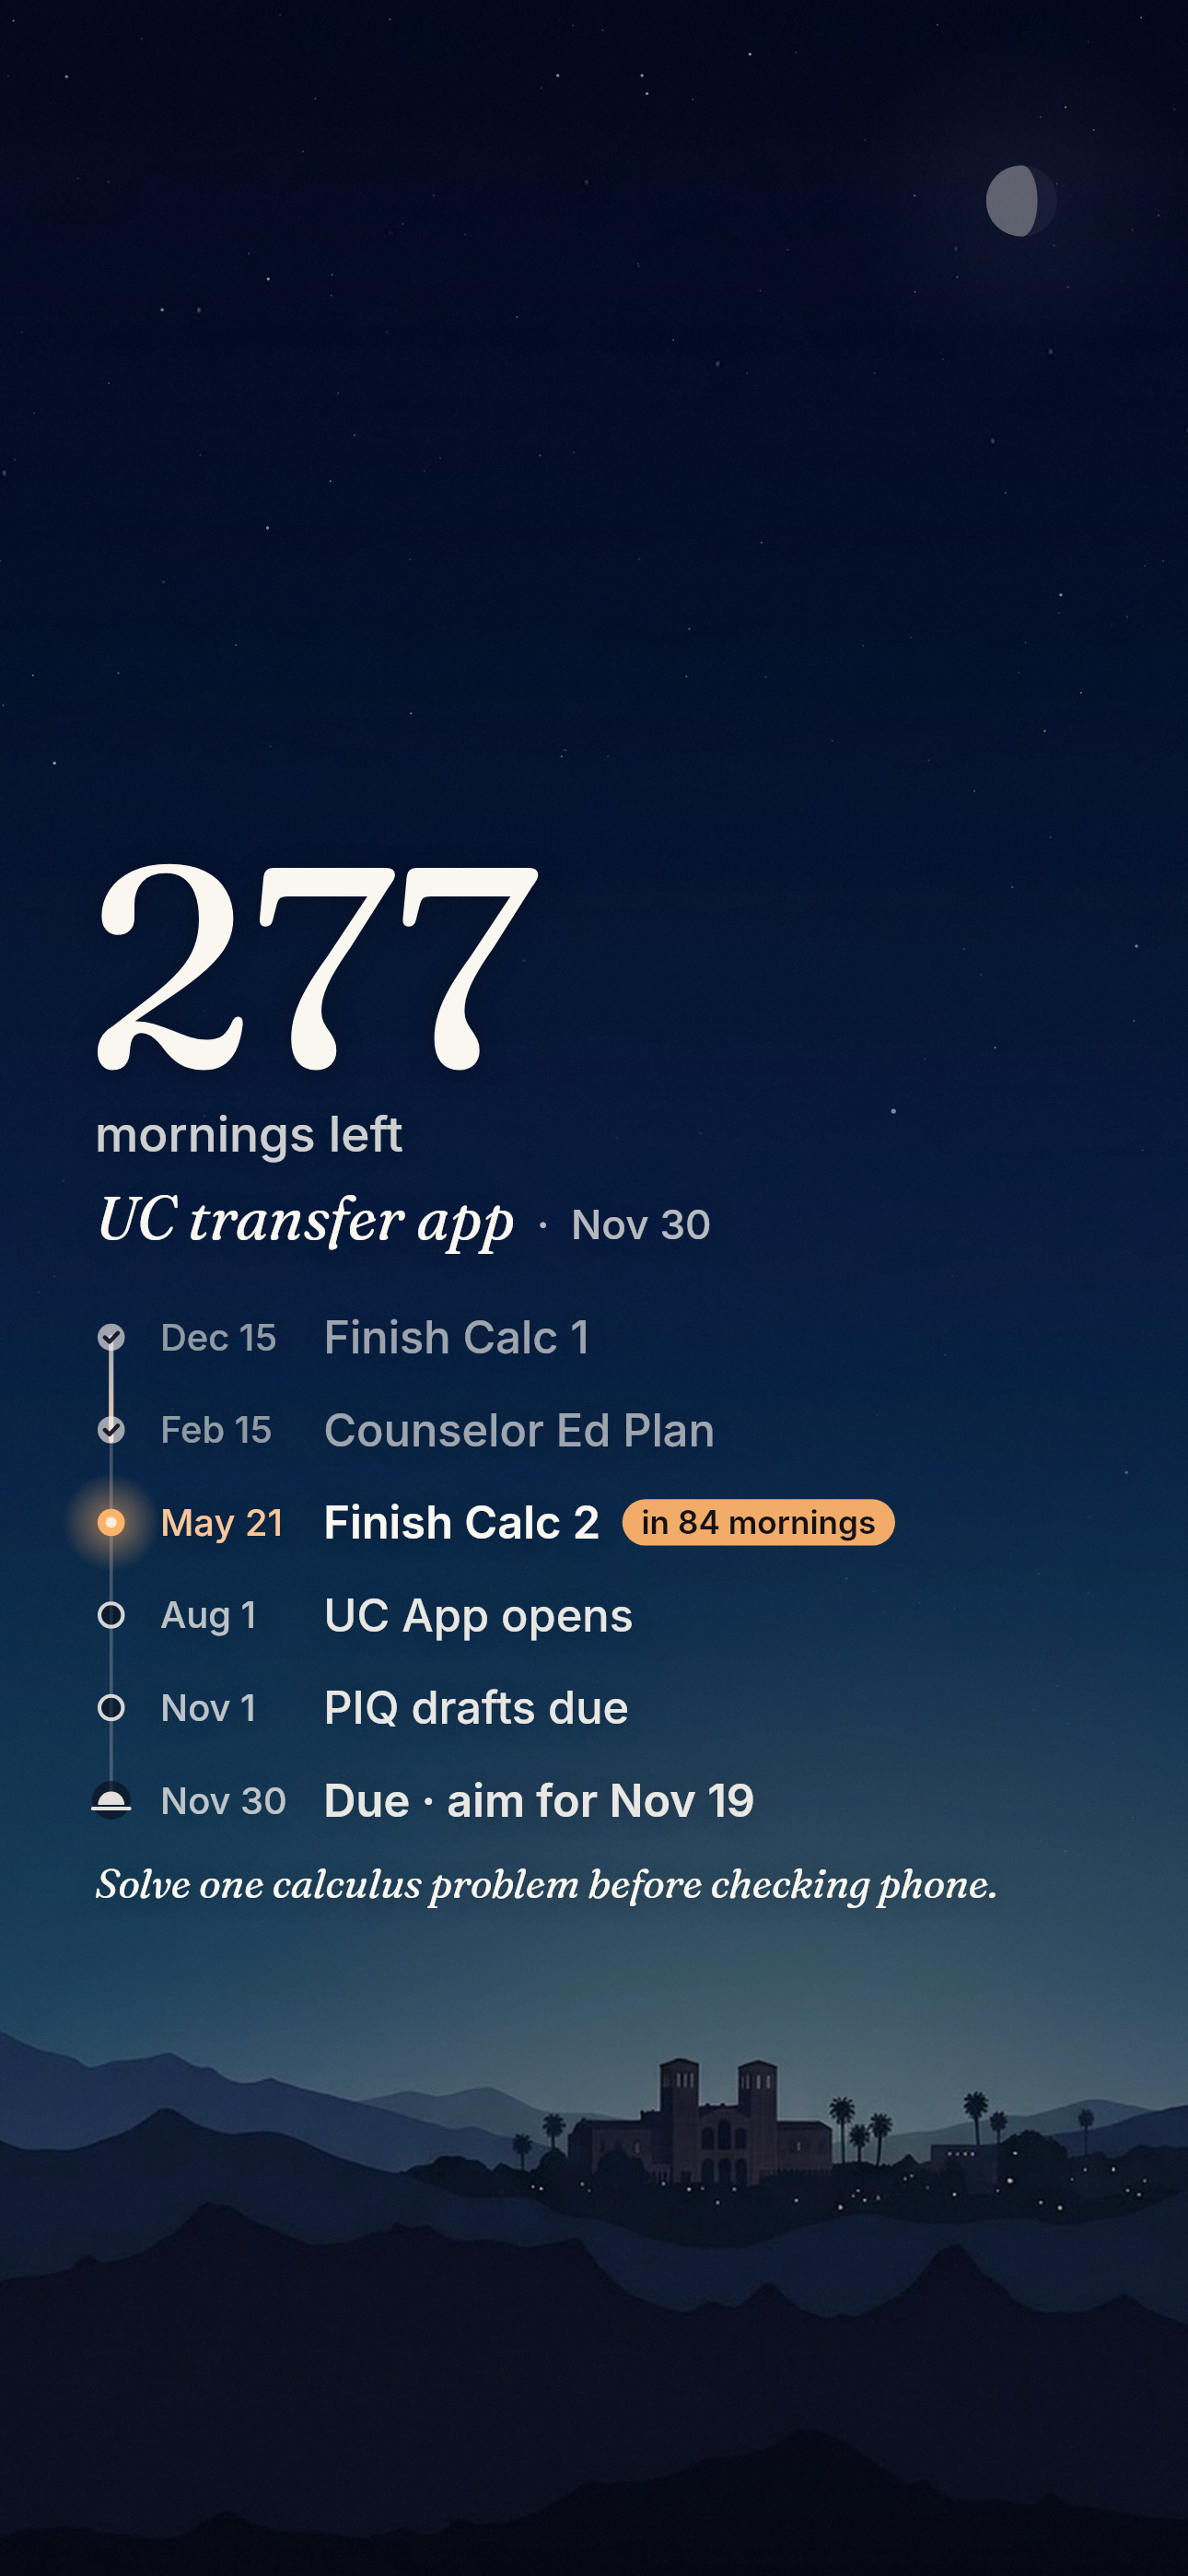 277
mornings left
UC transfer app · Nov 30
Dec 15 Finish Calc 1
Feb 15 Counselor Ed Plan
May 21 Finish Calc 2 in 84 mornings
Aug 1 UC App opens
Nov 1 PIQ drafts due
Nov 30 Due · aim for Nov 19
Solve one calculus problem before checking phone.